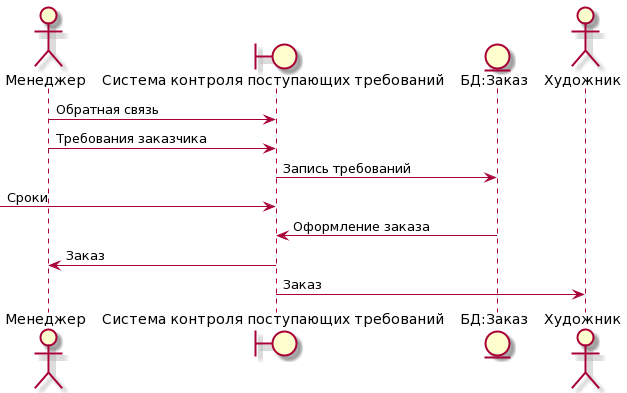 Менеджер Система контроля поступающих требований БД:Заказ Художник
Обратная связь
Требования заказчика
Запись требований
Сроки
Оформление заказа
Заказ
Заказ
Менеджер Система контроля поступающих требований БД:Заказ Художник